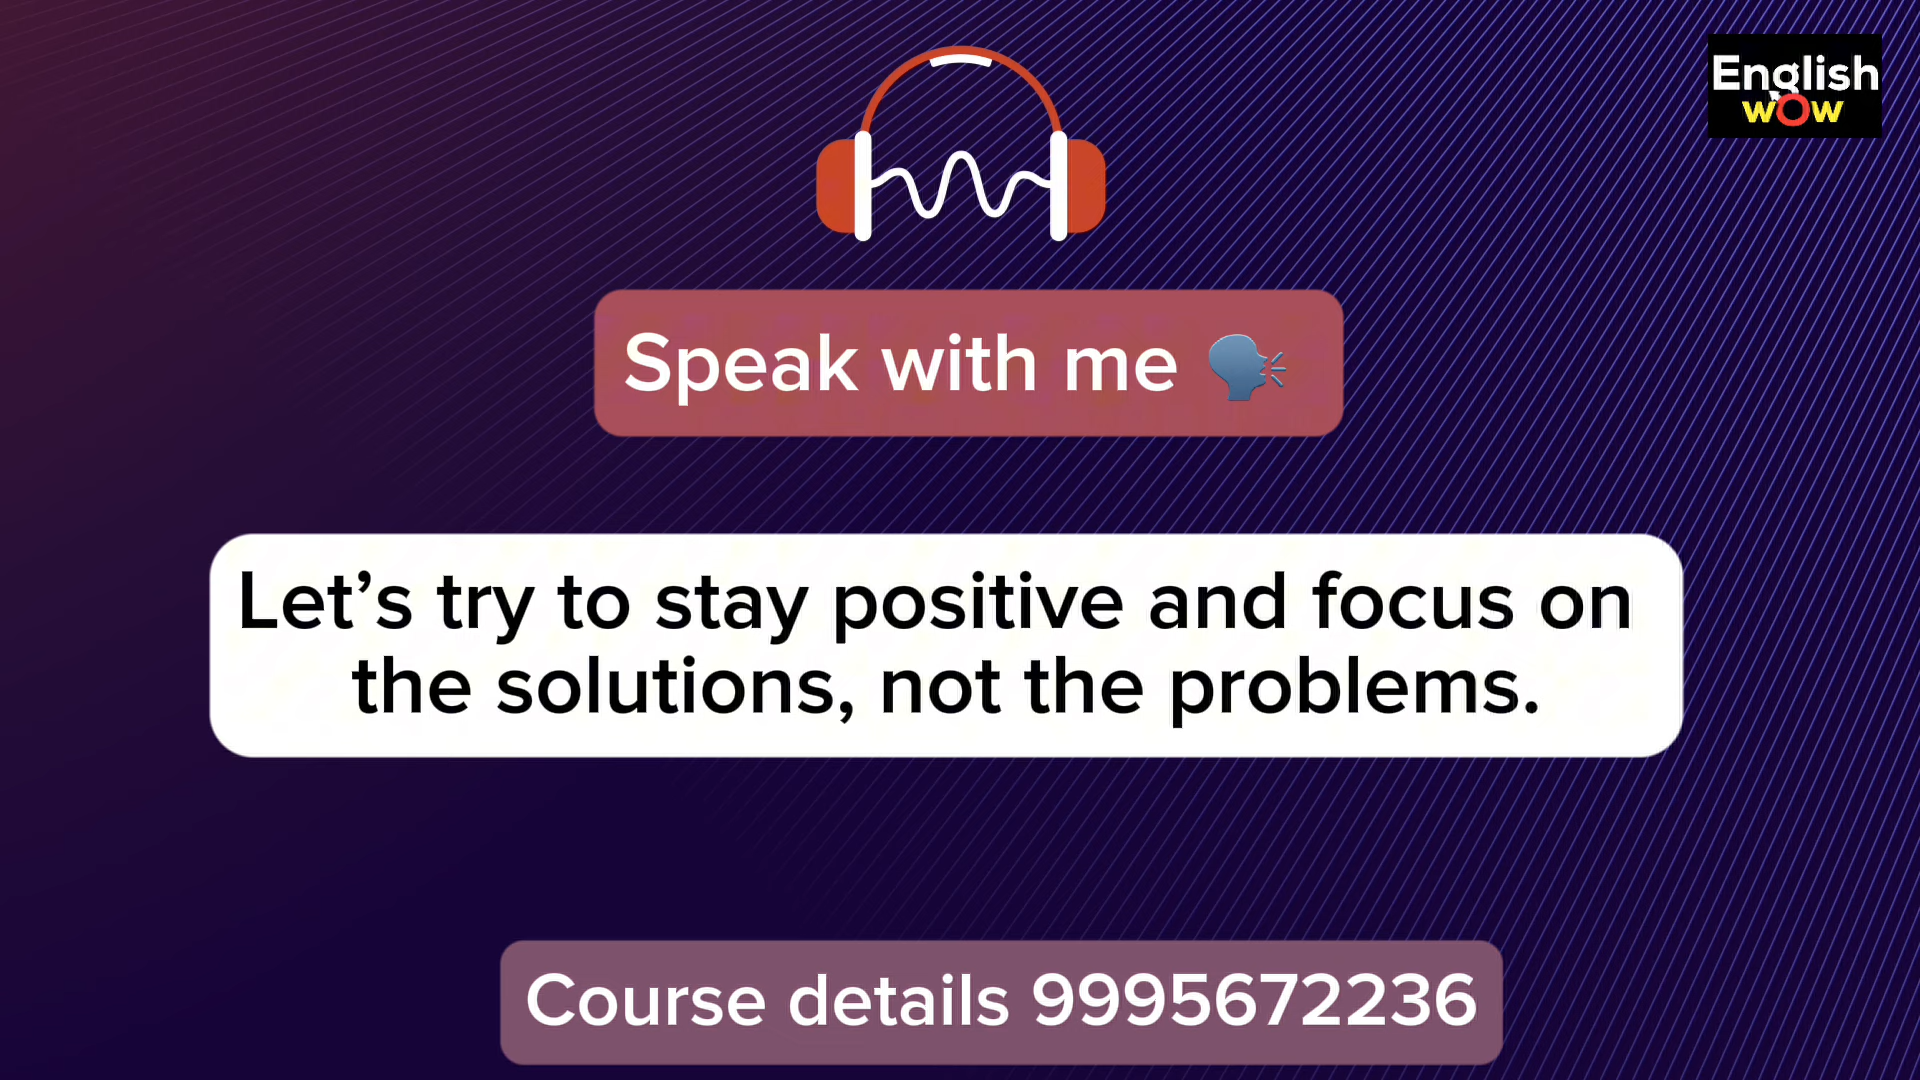 English
wOw
Speak with me 🗣
Let’s try to stay positive and focus on
the solutions, not the problems.
Course details 9995672236